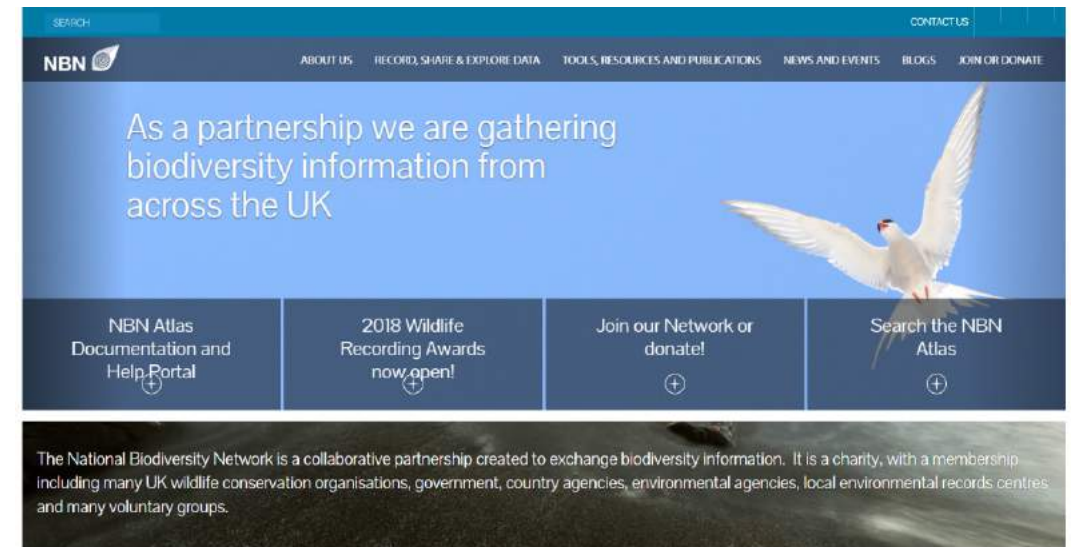 SEARCH
CONTACT US
NBN
ABOUT US RECORD, SHARE & EXPLORE DATA TOOLS, RESOURCES AND PUBLICATIONS NEWS AND EVENTS BLOGS JOIN OR DONATE
As a partnership we are gathering
biodiversity information from
across the UK
NBN Atlas
Documentation and
Help Portal
2018 Wildlife
Recording Awards
now open!
Join our Network or
donate!
Search the NBN
Atlas
The National Biodiversity Network is a collaborative partnership created to exchange biodiversity information. It is a charity, with a membership
including many UK wildlife conservation organisations, government, country agencies, environmental agencies, local environmental records centres
and many voluntary groups.